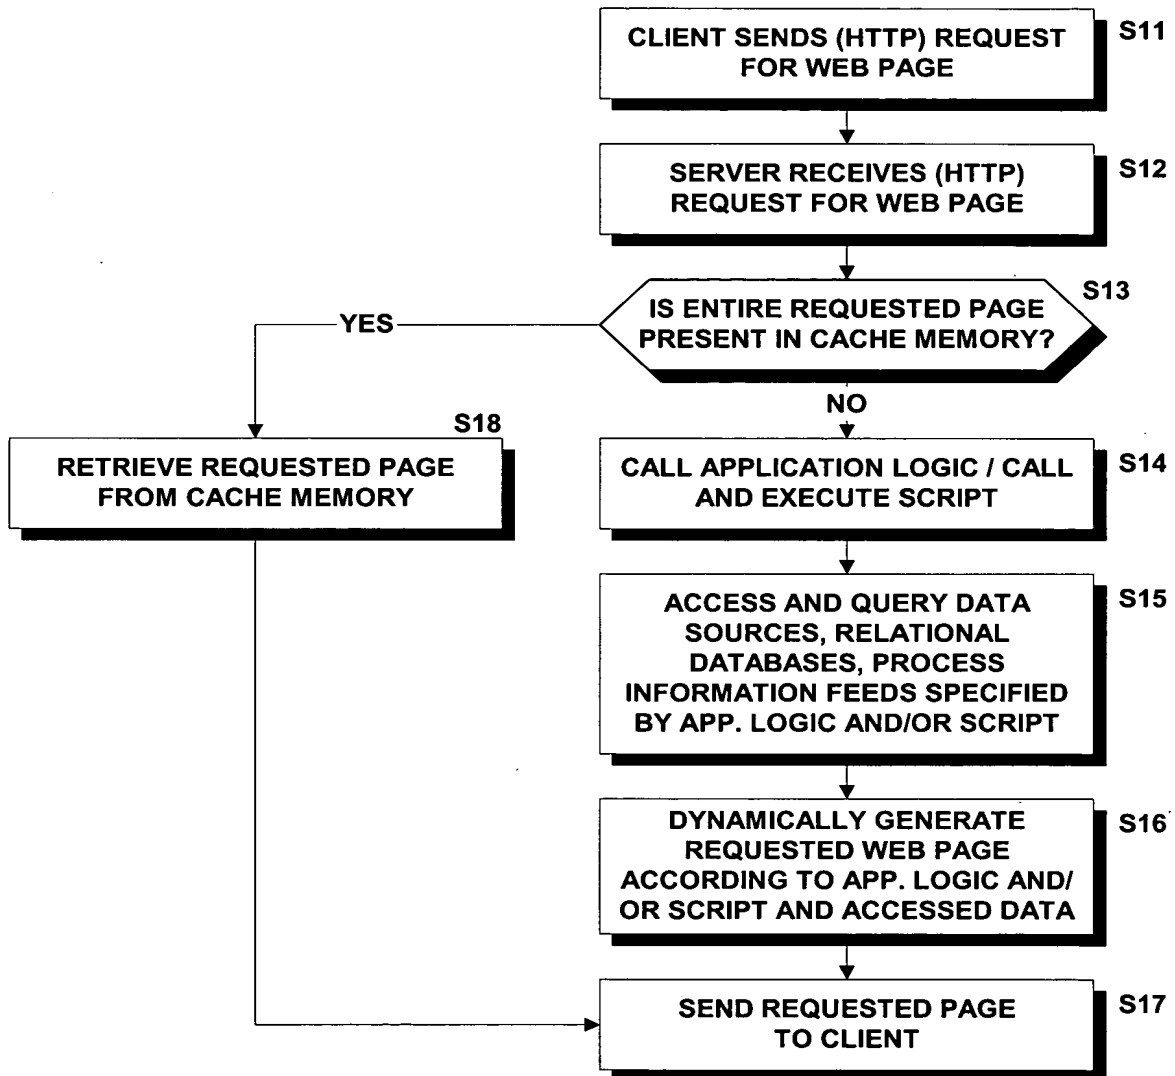 CLIENT SENDS (HTTP) REQUEST
FOR WEB PAGE
S11
SERVER RECEIVES (HTTP)
REQUEST FOR WEB PAGE
S12
IS ENTIRE REQUESTED PAGE
PRESENT IN CACHE MEMORY?
S13
YES
NO
S18
RETRIEVE REQUESTED PAGE
FROM CACHE MEMORY
CALL APPLICATION LOGIC / CALL
AND EXECUTE SCRIPT
S14
ACCESS AND QUERY DATA
SOURCES, RELATIONAL
DATABASES, PROCESS
INFORMATION FEEDS SPECIFIED
BY APP. LOGIC AND/OR SCRIPT
S15
DYNAMICALLY GENERATE
REQUESTED WEB PAGE
ACCORDING TO APP. LOGIC AND/
OR SCRIPT AND ACCESSED DATA
S16
SEND REQUESTED PAGE
TO CLIENT
S17